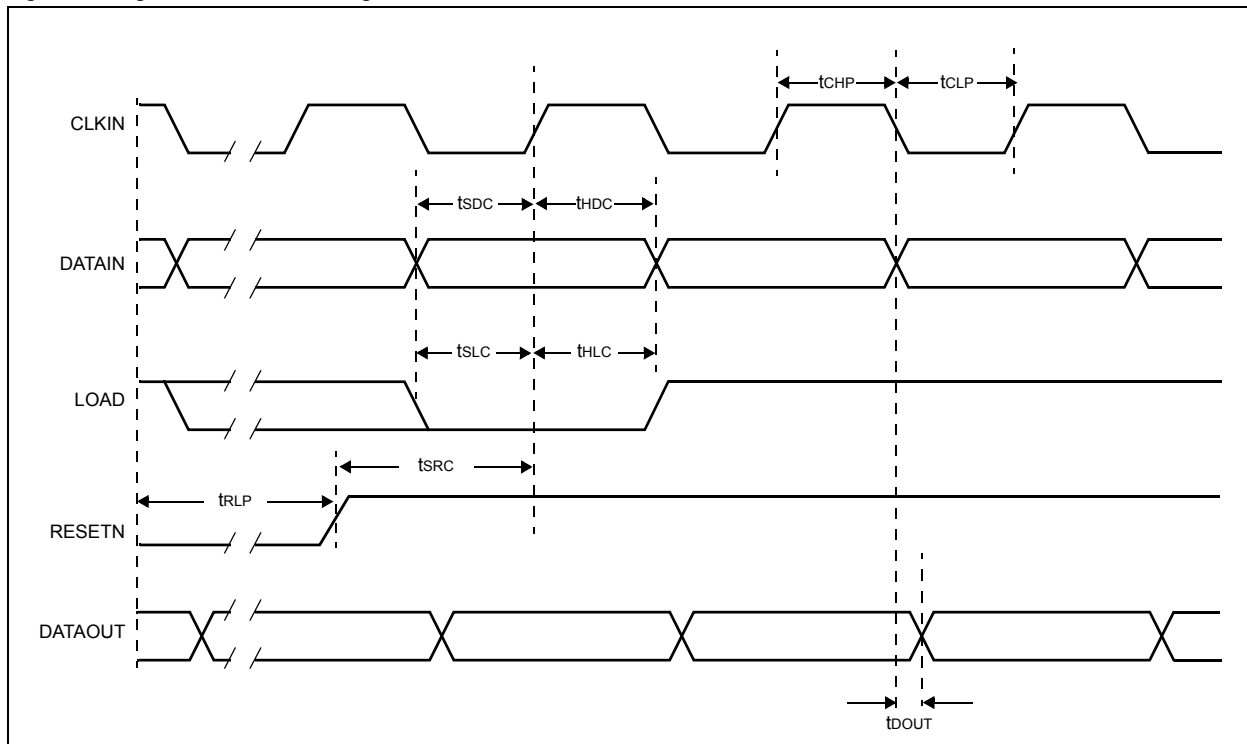 tCHP
tCLP
CLKIN
tSDC
tHDC
DATAIN
tSLC
tHLC
LOAD
tSRC
tRLP
RESETN
DATAOUT
tDOUT